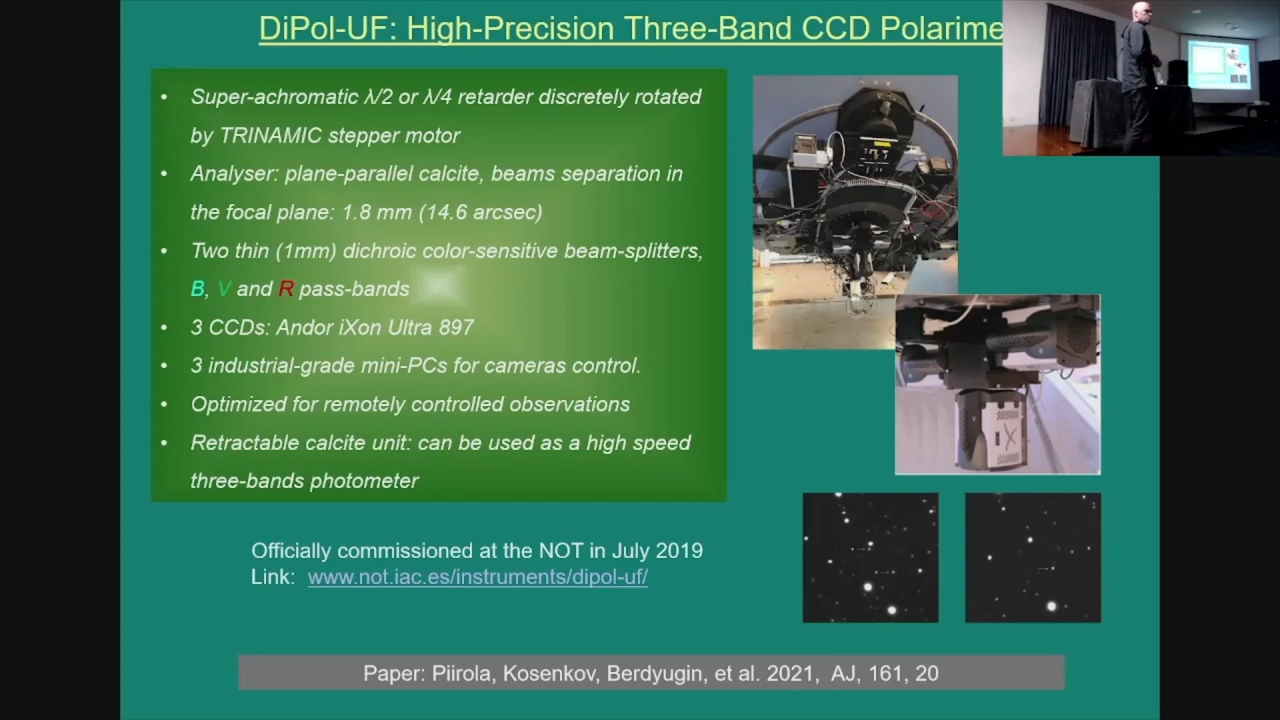 DiPol-UF: High-Precision Three-Band CCD Polarime
• Super-achromatic λ/2 or λ/4 retarder discretely rotated
by TRINAMIC stepper motor
• Analyser: plane-parallel calcite, beams separation in
the focal plane: 1.8 mm (14.6 arcsec)
• Two thin (1mm) dichroic color-sensitive beam-splitters,
B, V and R pass-bands
• 3 CCDs: Andor iXon Ultra 897
• 3 industrial-grade mini-PCs for cameras control.
• Optimized for remotely controlled observations
• Retractable calcite unit: can be used as a high speed
three-bands photometer
Officially commissioned at the NOT in July 2019
Link: www.not.iac.es/instruments/dipol-uf/
Paper: Piirola, Kosenkov, Berdyugin, et al. 2021, AJ, 161, 20